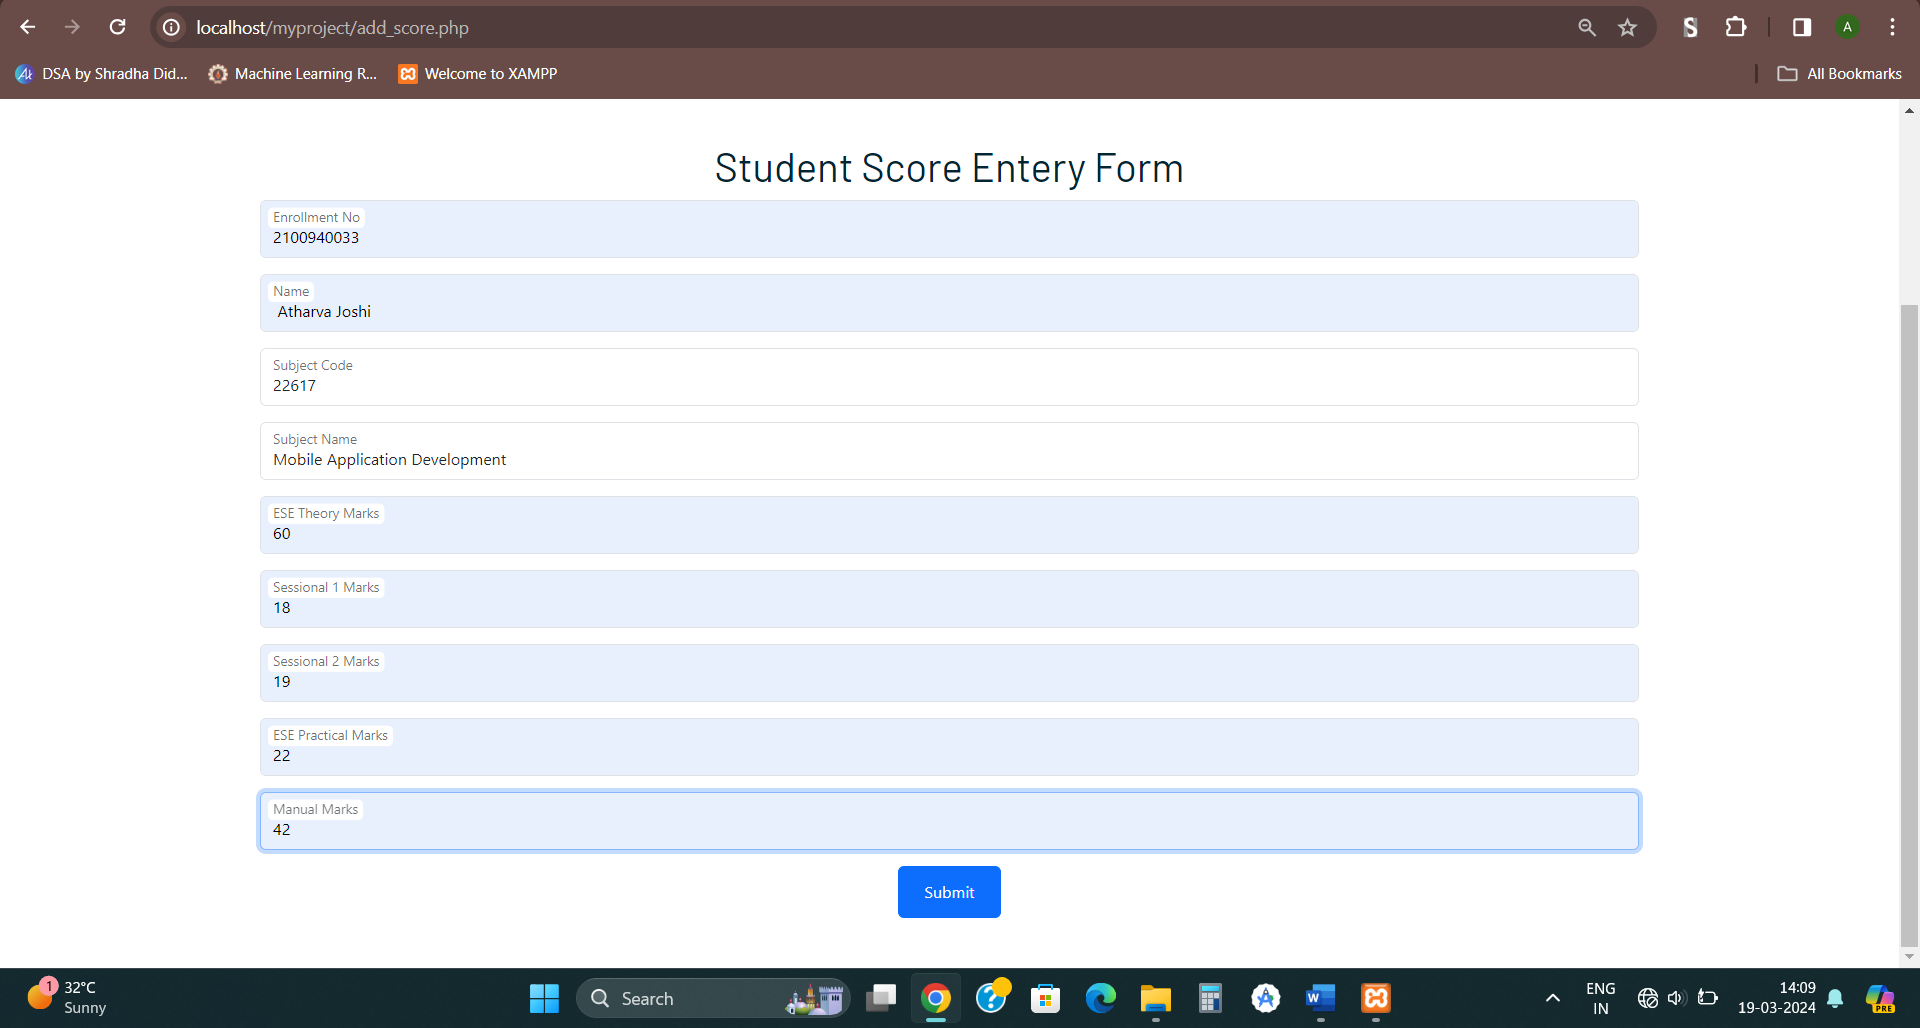 localhost/myproject/add_score.php
A
DSA by Shradha Did...
Machine Learning R...
Welcome to XAMPP
All Bookmarks
Student Score Entery Form
Enrollment No
2100940033
Name
Atharva Joshi
Subject Code
22617
Subject Name
Mobile Application Development
ESE Theory Marks
60
Sessional 1 Marks
18
Sessional 2 Marks
19
ESE Practical Marks
22
Manual Marks
42
Submit
1
32°C
Sunny
Search
ENG
IN
14:09
19-03-2024
PRE